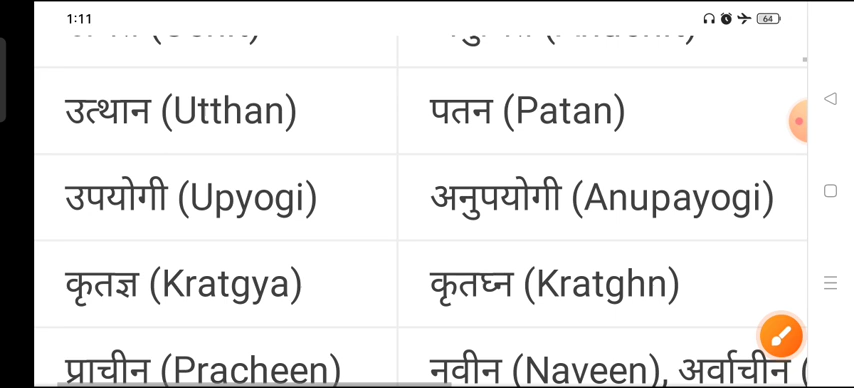 1:11
64
उत्थान (Utthan) पतन (Patan)
उपयोगी (Upyogi) अनुपयोगी (Anupayogi)
कृतज्ञ (Kratgya) कृतघ्न (Kratghn)
प्राचीन (Pracheen) नवीन (Naveen), अर्वाचीन (